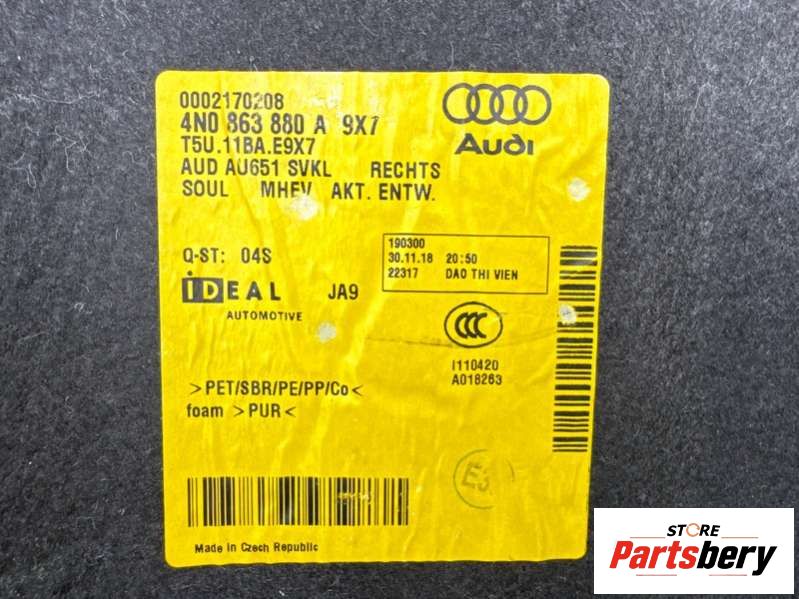 0002170208
4N0 863 880 A 9X7
T5U.11BA.E9X7
AUD AU651 SVKL RECHTS
SOUL MHEV AKT. ENTW.
Audi
Q-ST: 04S
190300
30.11.18 20:50
22317 DAO THI VIEN
iDEAL JA9
AUTOMOTIVE
CCC
I110420
A018263
>PET/SBR/PE/PP/Co<
foam >PUR<
Made in Czech Republic
STORE
Partsbery